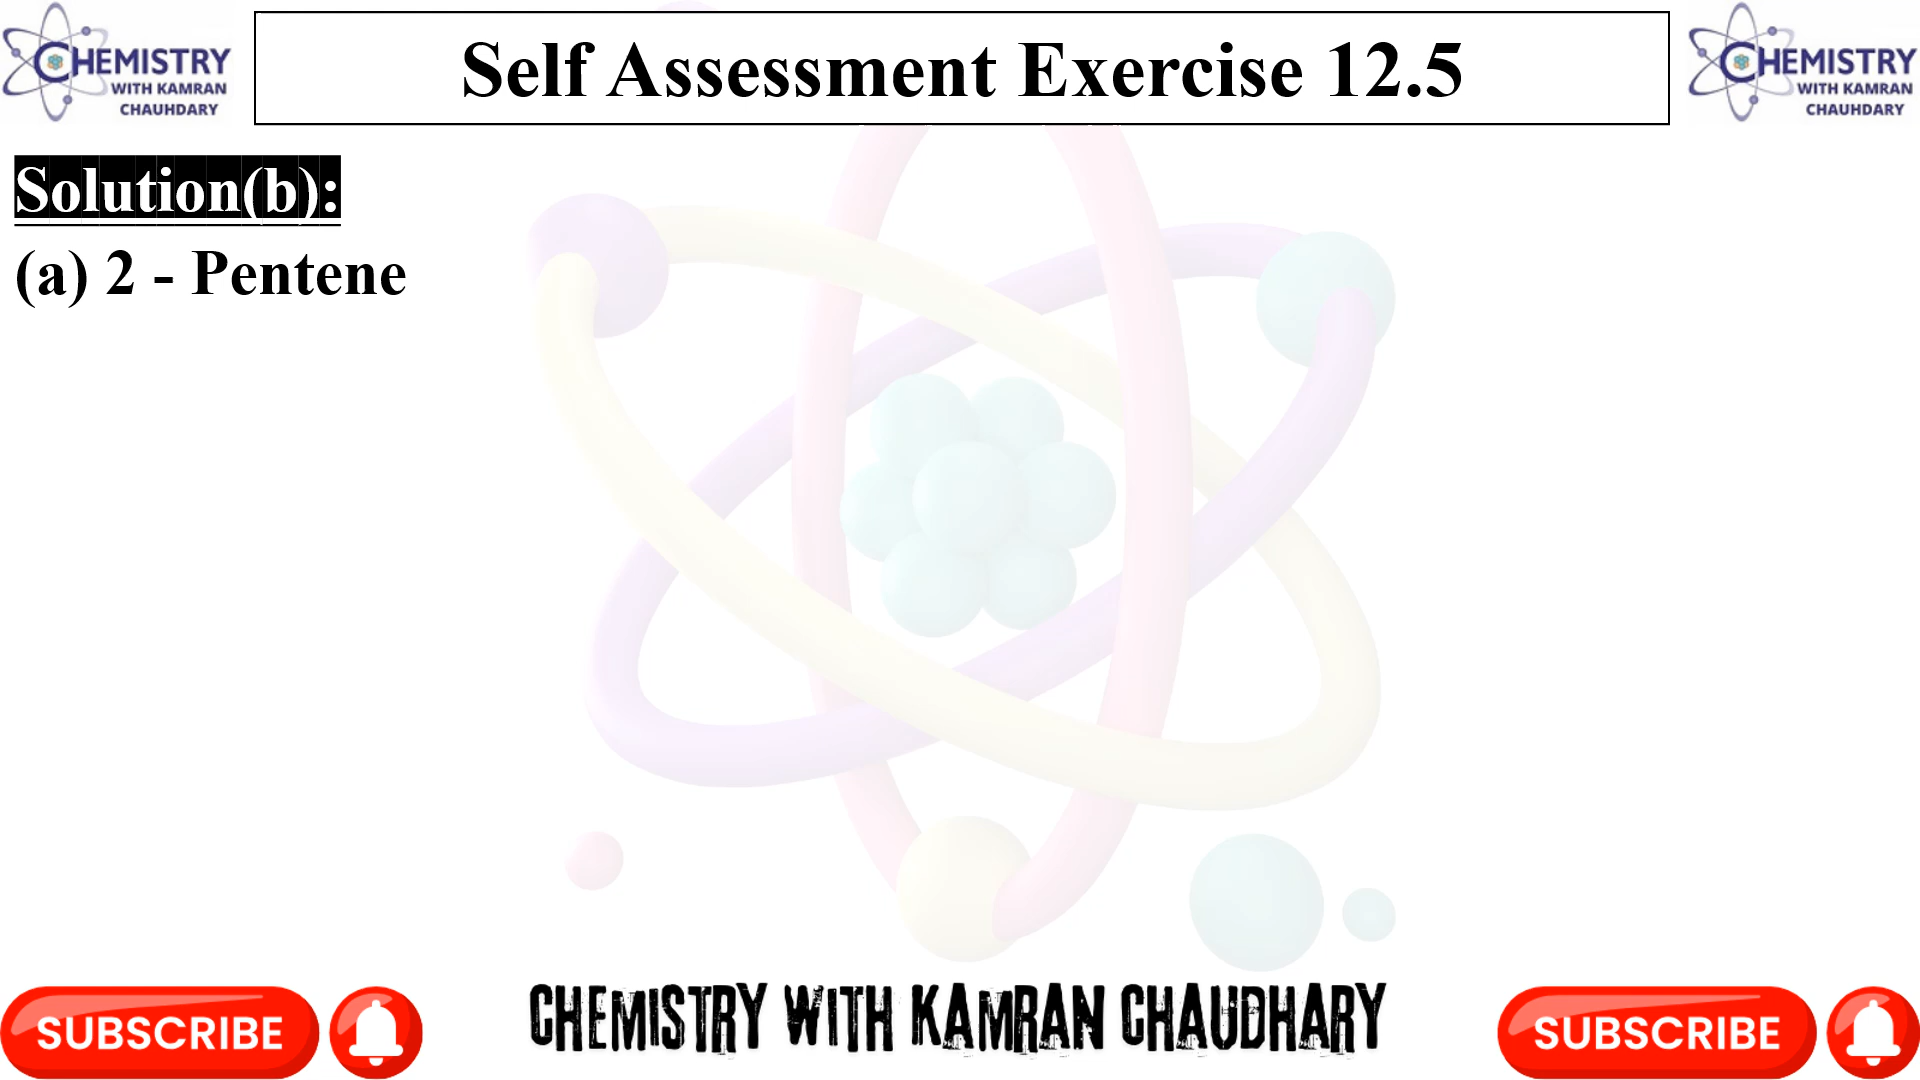 CHEMISTRY
WITH KAMRAN
CHAUHDARY
Self Assessment Exercise 12.5
CHEMISTRY
WITH KAMRAN
CHAUHDARY
Solution(b):
(a) 2 - Pentene
SUBSCRIBE
CHEMISTRY WITH KAMRAN CHAUDHARY
SUBSCRIBE